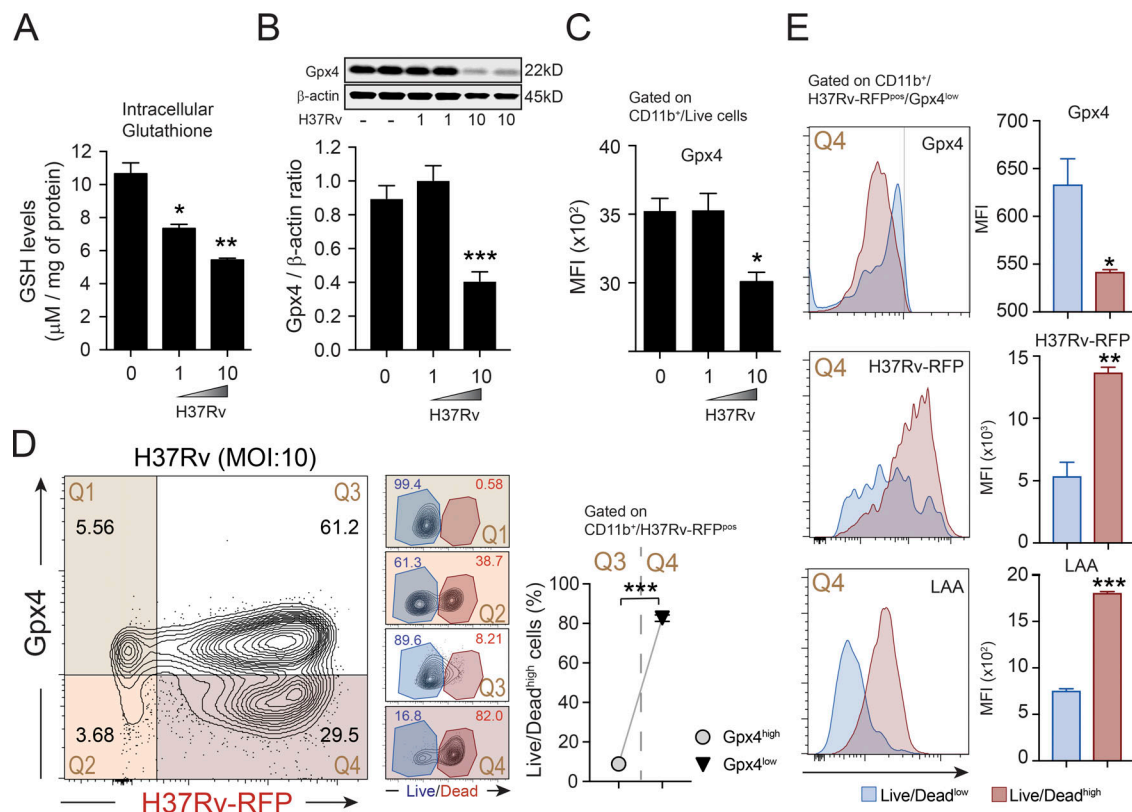 A
Intracellular
Glutathione
GSH levels
(µM / mg of protein)
12
10
8
6
4
2
0
*
**
0
1
10
H37Rv
B
Gpx4
22kD
β-actin
45kD
H37Rv - - 1 1 10 10
Gpx4 / β-actin ratio
1.2
1.0
0.8
0.6
0.4
0.2
0.0
***
0
1
10
H37Rv
C
Gated on
CD11b⁺/Live cells
Gpx4
MFI (x10²)
40
35
30
*
0
1
10
H37Rv
D
H37Rv (MOI:10)
Gpx4
Q1
5.56
Q3
61.2
3.68
Q2
29.5
Q4
H37Rv-RFP
99.4
0.58
Q1
61.3
38.7
Q2
89.6
8.21
Q3
16.8
82.0
Q4
Live/Dead
Gated on
CD11b⁺/H37Rv-RFPᵖᵒˢ
Q3
Q4
Live/Deadʰⁱᵍʰ cells (%)
100
80
60
40
20
0
***
Gpx4ʰⁱᵍʰ
Gpx4ˡᵒʷ
E
Gated on CD11b⁺/
H37Rv-RFPᵖᵒˢ/Gpx4ˡᵒʷ
Q4
Gpx4
Gpx4
MFI
700
650
600
550
500
*
Q4
H37Rv-RFP
H37Rv-RFP
MFI (x10³)
15
10
5
0
**
Q4
LAA
LAA
MFI (x10²)
20
15
10
5
0
***
Live/Deadˡᵒʷ
Live/Deadʰⁱᵍʰ